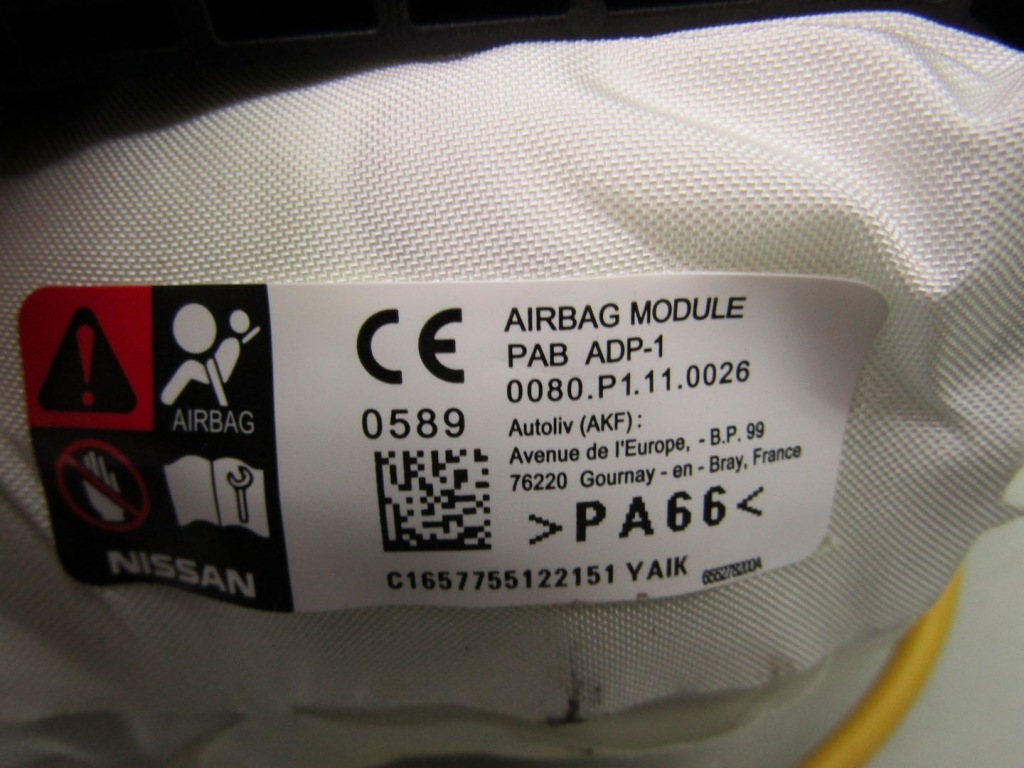 AIRBAG
NISSAN
CE
0589
AIRBAG MODULE
PAB ADP-1
0080.P1.11.0026
Autoliv (AKF) :
Avenue de l'Europe, - B.P. 99
76220 Gournay - en - Bray, France
>PA66<
C1657755122151 YAIK